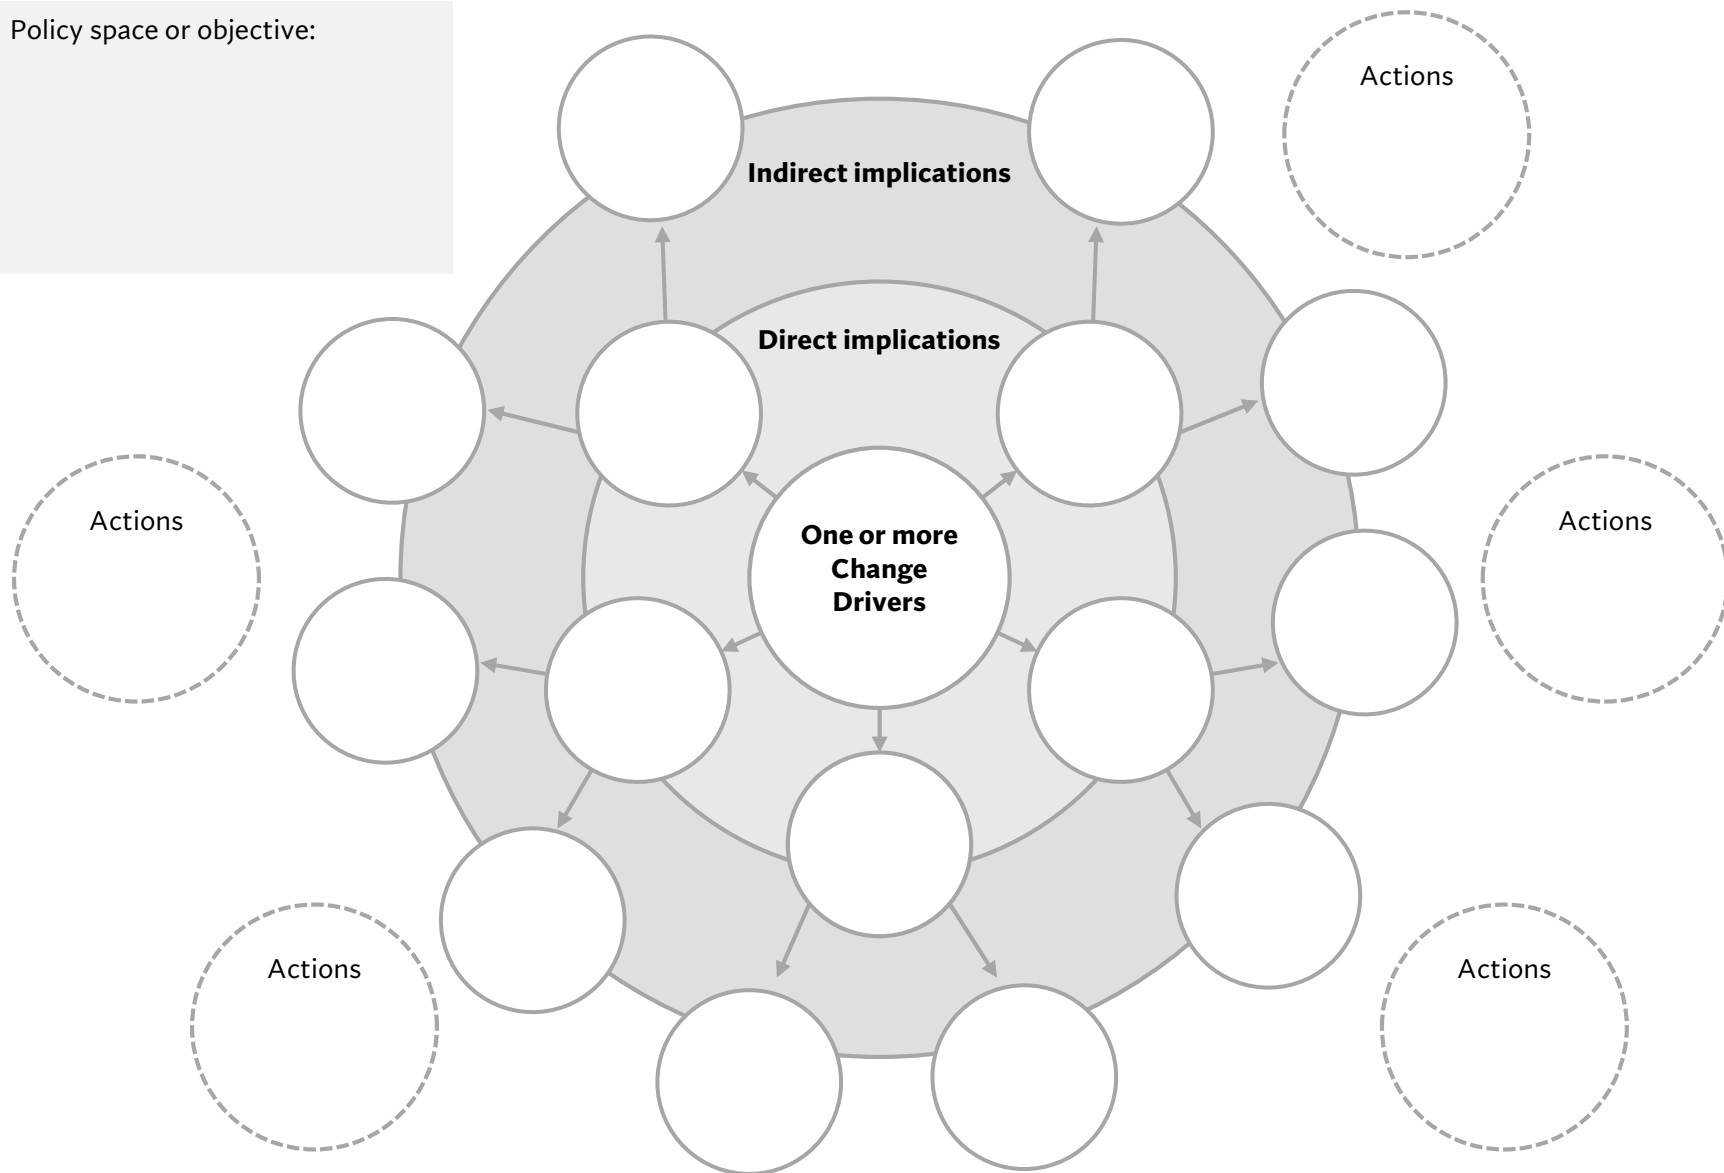 Policy space or objective:
Actions
Indirect implications
Direct implications
Actions
One or more
Change
Drivers
Actions
Actions
Actions